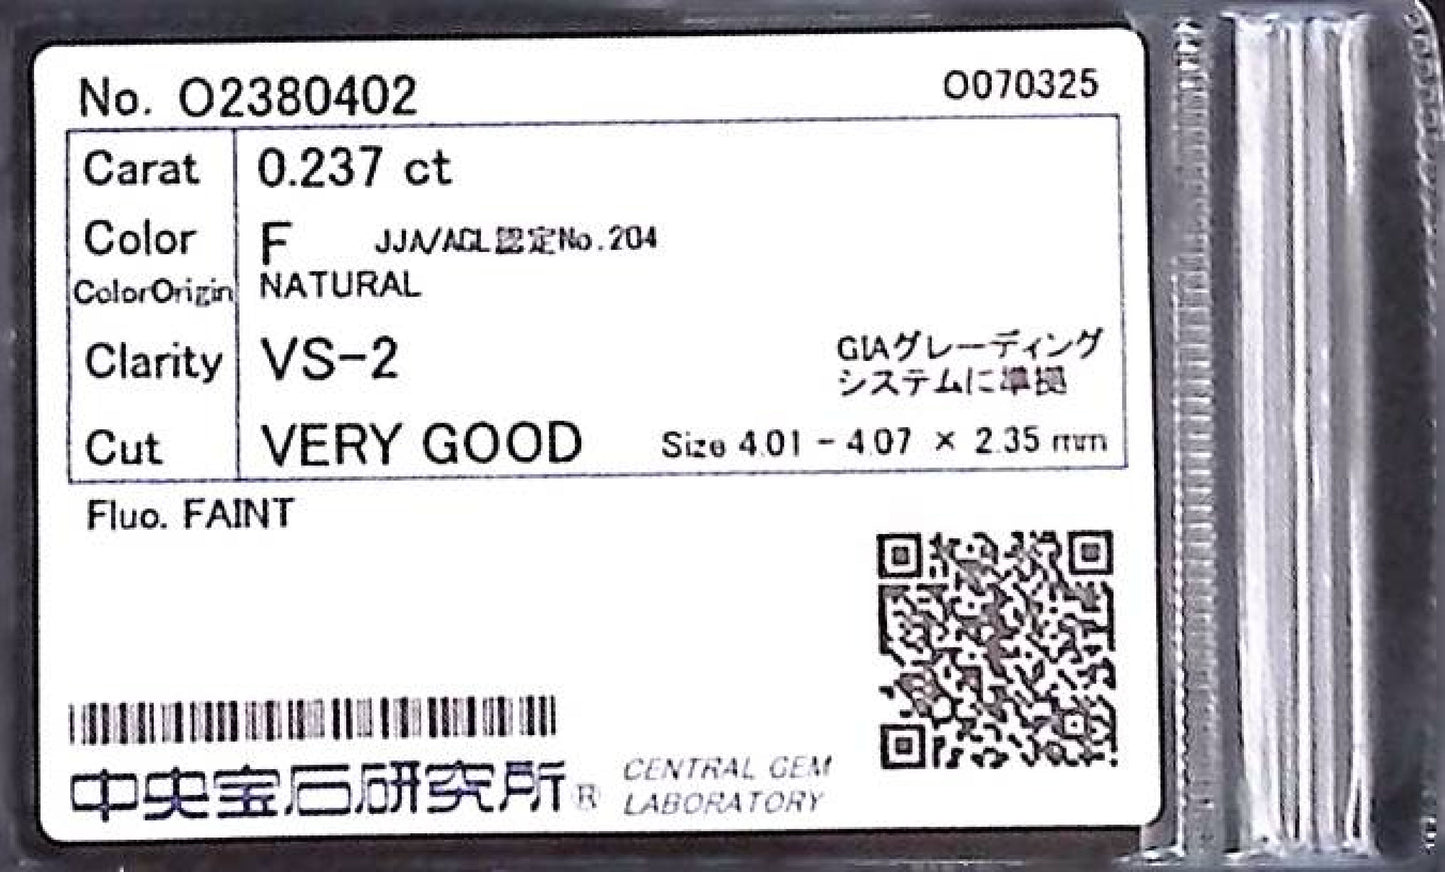 No. O2380402 O070325
Carat 0.237 ct
Color F JJA/AGL認定No.204
ColorOrigin NATURAL
Clarity VS-2 GIAグレーディング
システムに準拠
Cut VERY GOOD Size 4.01 - 4.07 × 2.35 mm
Fluo. FAINT
中央宝石研究所® CENTRAL GEM
LABORATORY